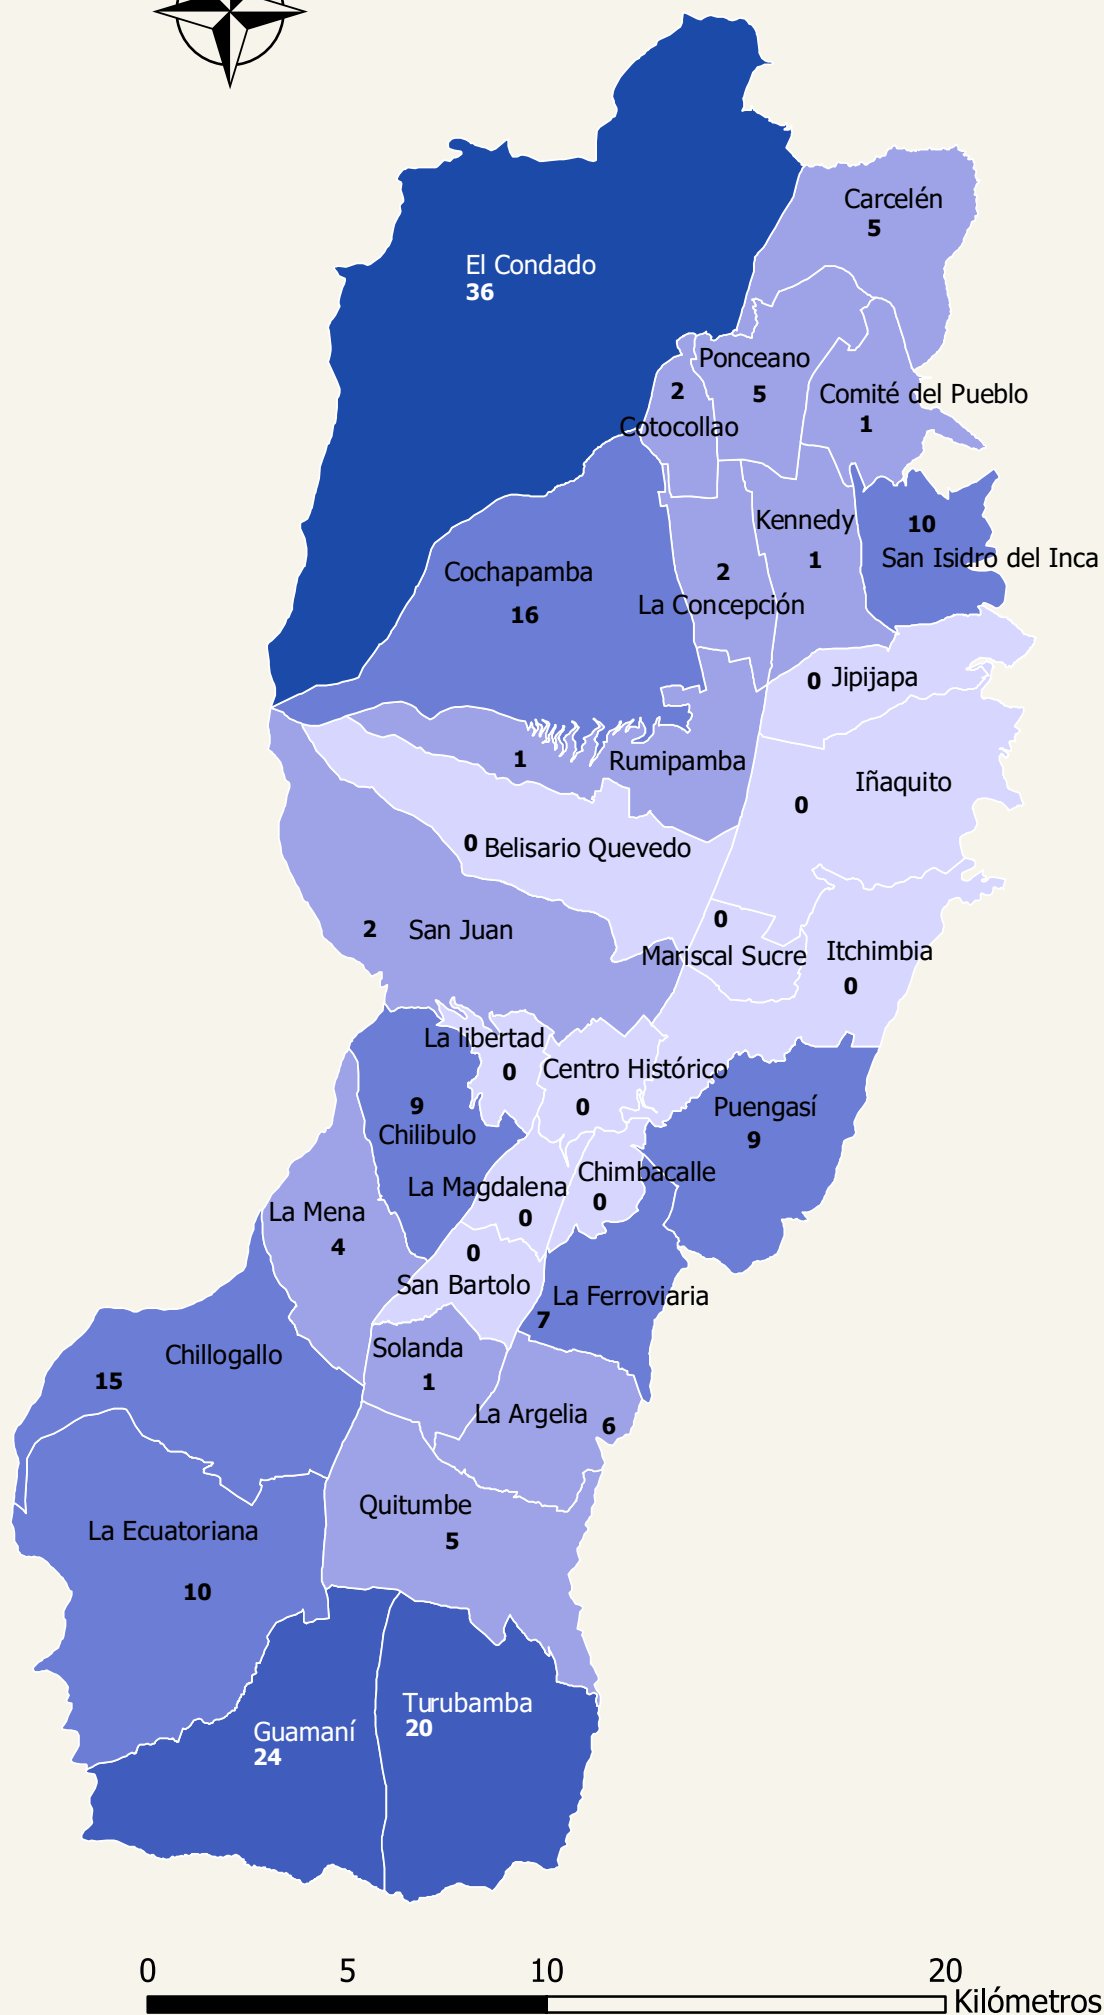 Carcelén
5
El Condado
36
Ponceano
5
2
Cotocollao
Comité del Pueblo
1
Kennedy
1
10
San Isidro del Inca
Cochapamba
16
2
La Concepción
0 Jipijapa
1
Rumipamba
Iñaquito
0
0 Belisario Quevedo
2 San Juan
0
Mariscal Sucre
Itchimbia
0
La libertad
0
Centro Histórico
0
9
Chilibulo
Puengasí
9
La Magdalena
0
Chimbacalle
0
La Mena
4
0
San Bartolo
La Ferroviaria
7
Chillogallo
15
Solanda
1
La Argelia
6
Quitumbe
5
La Ecuatoriana
10
Turubamba
20
Guamaní
24
0 5 10 20
Kilómetros